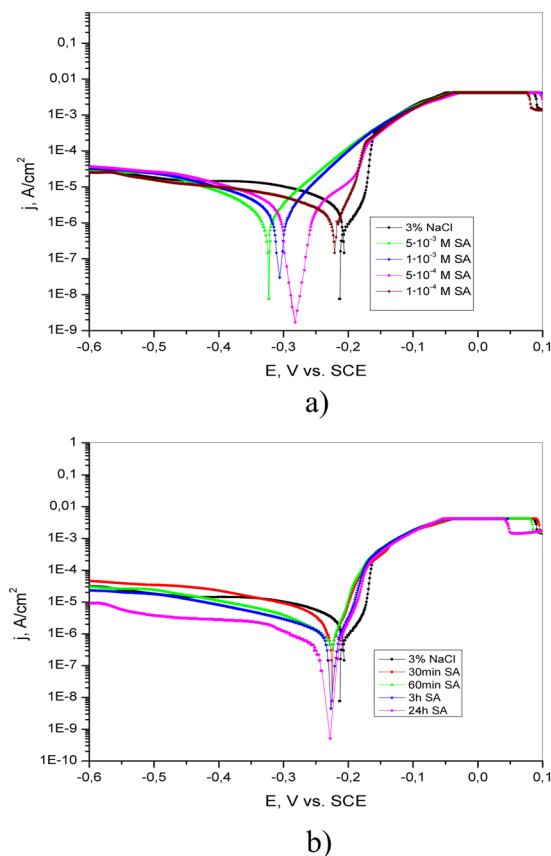 1
0,1
0,01
1E-3
1E-4
1E-5
1E-6
1E-7
1E-8
1E-9
j, A/cm²
3% NaCl
5·10⁻³ M SA
1·10⁻³ M SA
5·10⁻⁴ M SA
1·10⁻⁴ M SA
-0,6 -0,5 -0,4 -0,3 -0,2 -0,1 0,0 0,1
E, V vs. SCE
a)
1
0,1
0,01
1E-3
1E-4
1E-5
1E-6
1E-7
1E-8
1E-9
1E-10
j, A/cm²
3% NaCl
30min SA
60min SA
3h SA
24h SA
-0,6 -0,5 -0,4 -0,3 -0,2 -0,1 0,0 0,1
E, V vs. SCE
b)